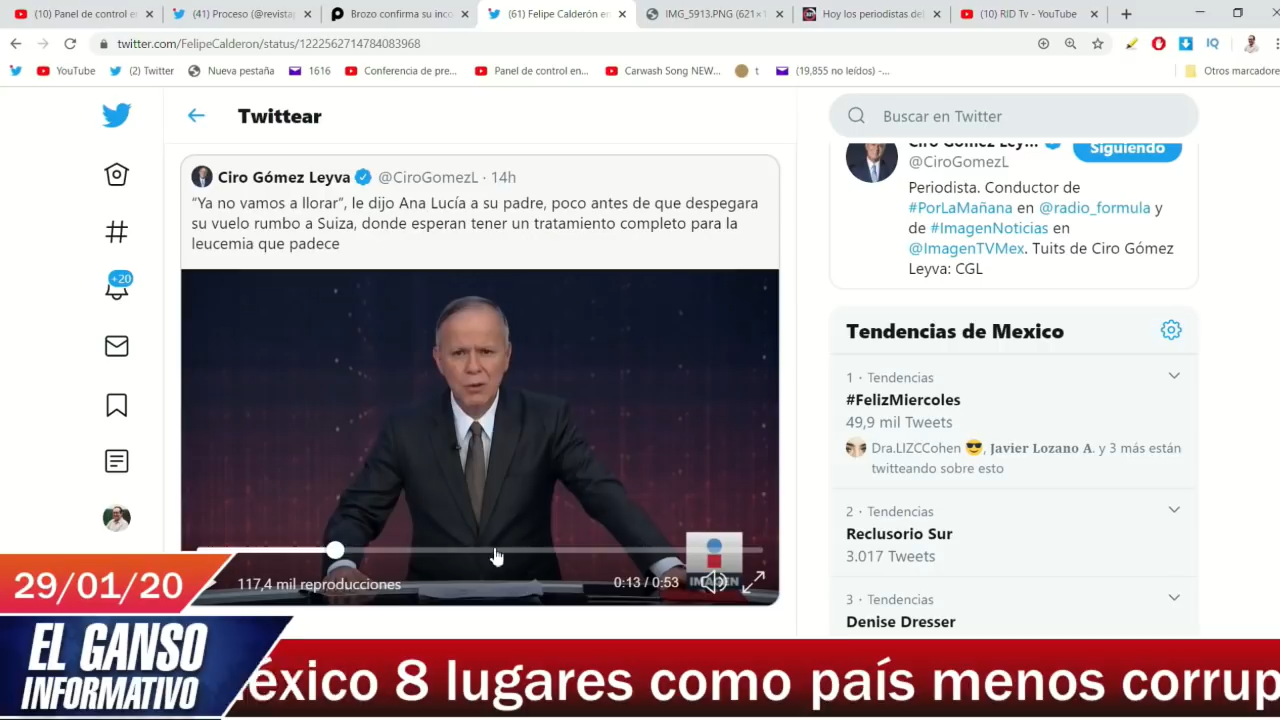 (10) Panel de control e
(41) Proceso (@revista
Brozo confirma su inco
(61) Felipe Calderón en
IMG_5913.PNG (621×1
Hoy los periodistas de
(10) RID Tv - YouTube
twitter.com/FelipeCalderon/status/1222562714784083968
YouTube
(2) Twitter
Nueva pestaña
1616
Conferencia de pre...
Panel de control en...
Carwash Song NEW...
t
(19,855 no leídos) -...
Otros marcadore
IQ
Twittear
Buscar en Twitter
Ciro Gómez Leyva @CiroGomezL · 14h
“Ya no vamos a llorar”, le dijo Ana Lucía a su padre, poco antes de que despegara
su vuelo rumbo a Suiza, donde esperan tener un tratamiento completo para la
leucemia que padece
+20
117,4 mil reproducciones
0:13 / 0:53
IMAGEN
Ciro Gómez Ley...
Siguiendo
@CiroGomezL
Periodista. Conductor de
#PorLaMañana en @radio_formula y
de #ImagenNoticias en
@ImagenTVMex. Tuits de Ciro Gómez
Leyva: CGL
Tendencias de Mexico
1 · Tendencias
#FelizMiercoles
49,9 mil Tweets
Dra.LIZCCohen 😎, Javier Lozano A. y 3 más están
twitteando sobre esto
2 · Tendencias
Reclusorio Sur
3.017 Tweets
3 · Tendencias
Denise Dresser
29/01/20
EL GANSO
INFORMATIVO
éxico 8 lugares como país menos corrup